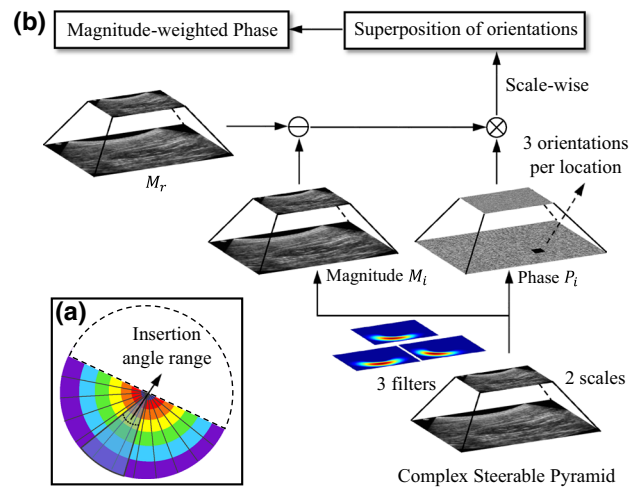 (b)
Magnitude-weighted Phase
Superposition of orientations
Scale-wise
3 orientations
per location
M_r
Magnitude M_i
Phase P_i
(a)
Insertion
angle range
3 filters
2 scales
Complex Steerable Pyramid